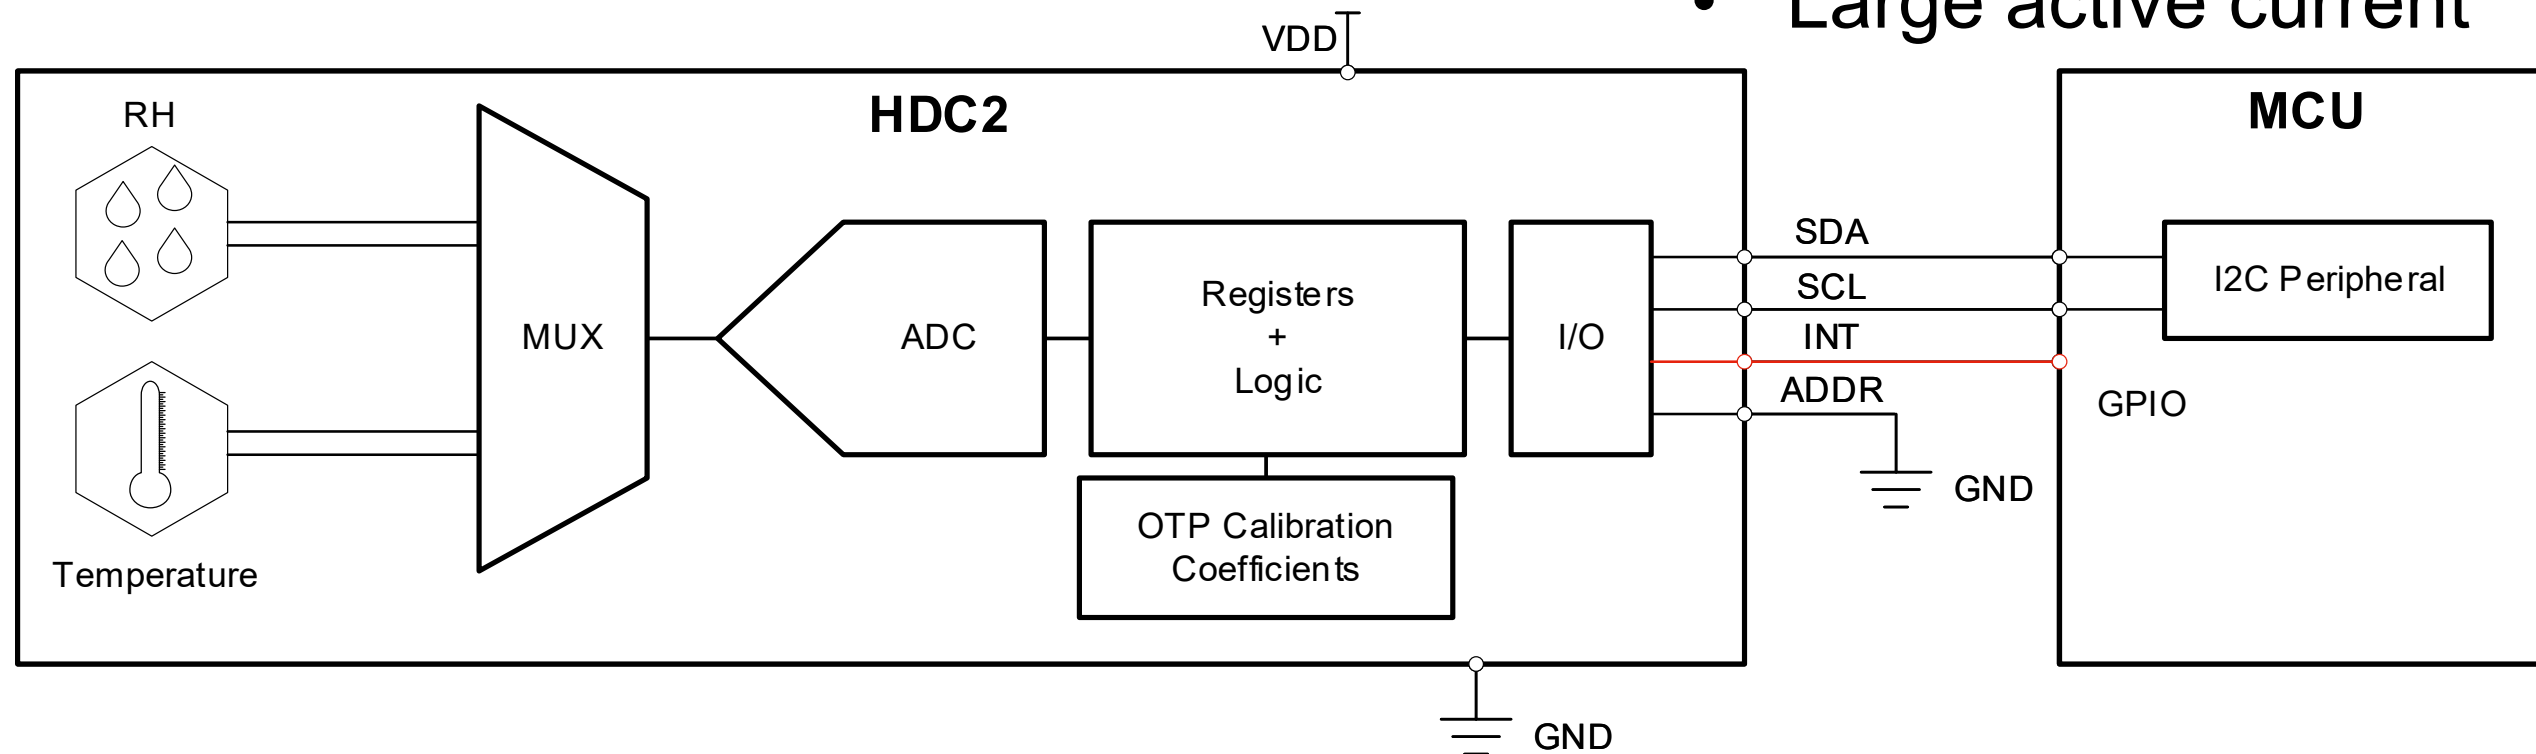 • Large active current
VDD
HDC2
MCU
RH
SDA
SCL
INT
ADDR
I2C Peripheral
GPIO
GND
MUX
ADC
Registers
+
Logic
I/O
OTP Calibration
Coefficients
Temperature
GND